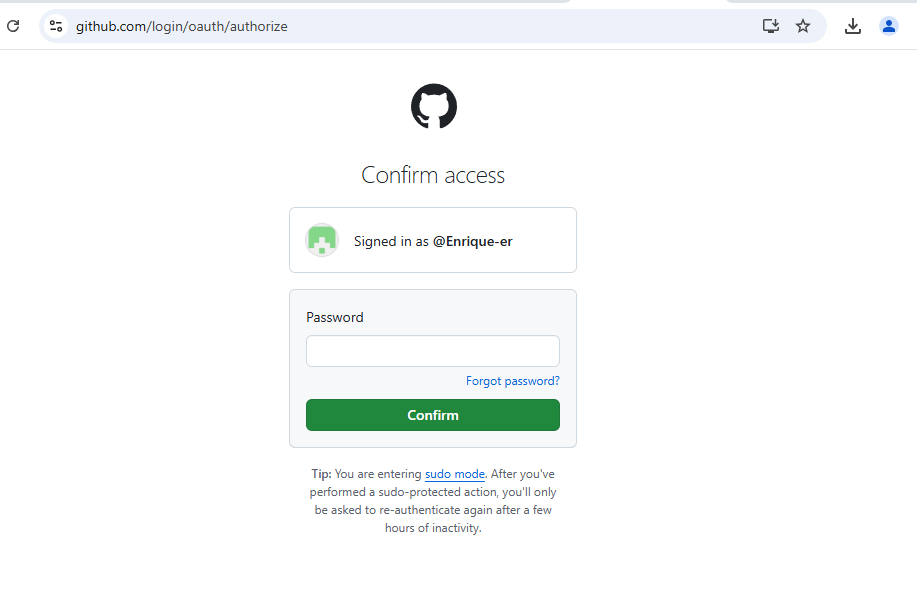 github.com/login/oauth/authorize
Confirm access
Signed in as @Enrique-er
Password
Forgot password?
Confirm
Tip: You are entering sudo mode. After you've
performed a sudo-protected action, you'll only
be asked to re-authenticate again after a few
hours of inactivity.